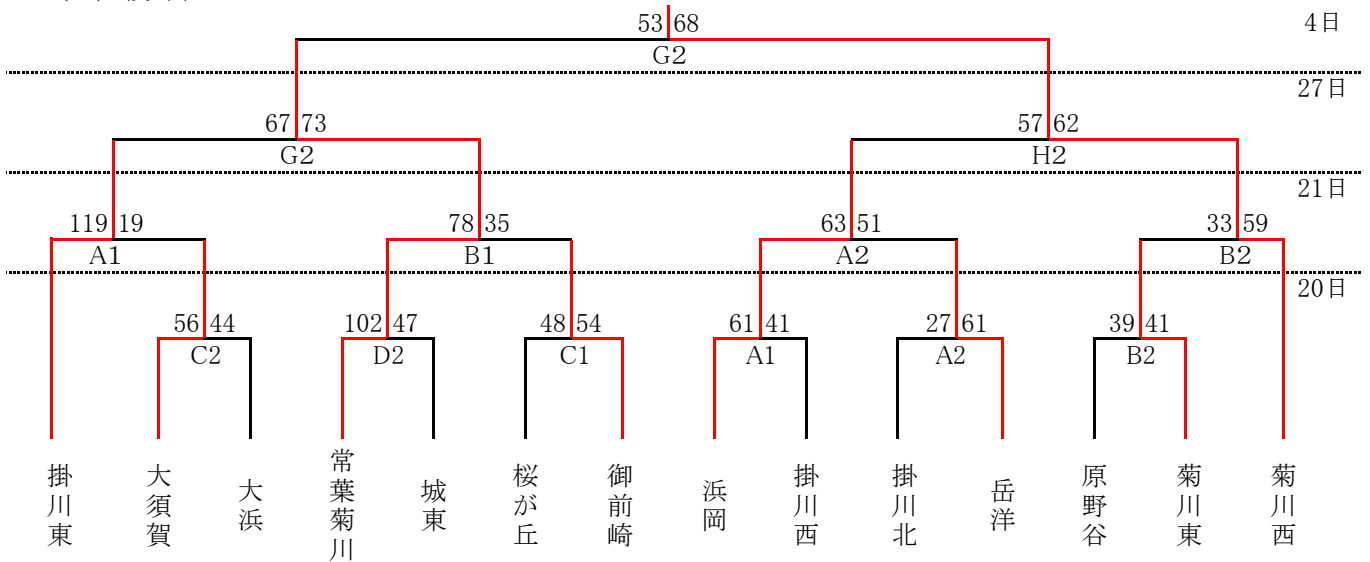 53 68
4日
G2
27日
67 73
57 62
G2
H2
21日
119 19
78 35
63 51
33 59
A1
B1
A2
B2
20日
56 44
102 47
48 54
61 41
27 61
39 41
C2
D2
C1
A1
A2
B2
掛川東
大須賀
大浜
常葉菊川
城東
桜が丘
御前崎
浜岡
掛川西
掛川北
岳洋
原野谷
菊川東
菊川西